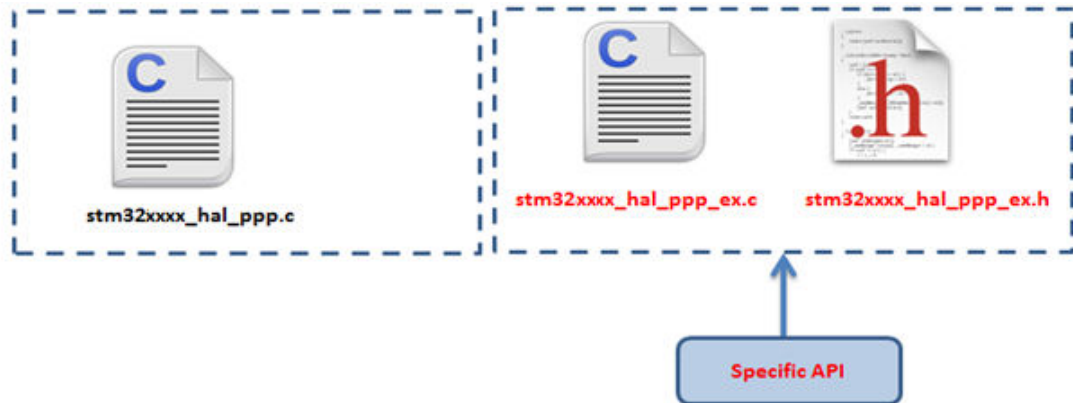 C
stm32xxxx_hal_ppp.c
C
.h
stm32xxxx_hal_ppp_ex.c
stm32xxxx_hal_ppp_ex.h
Specific API